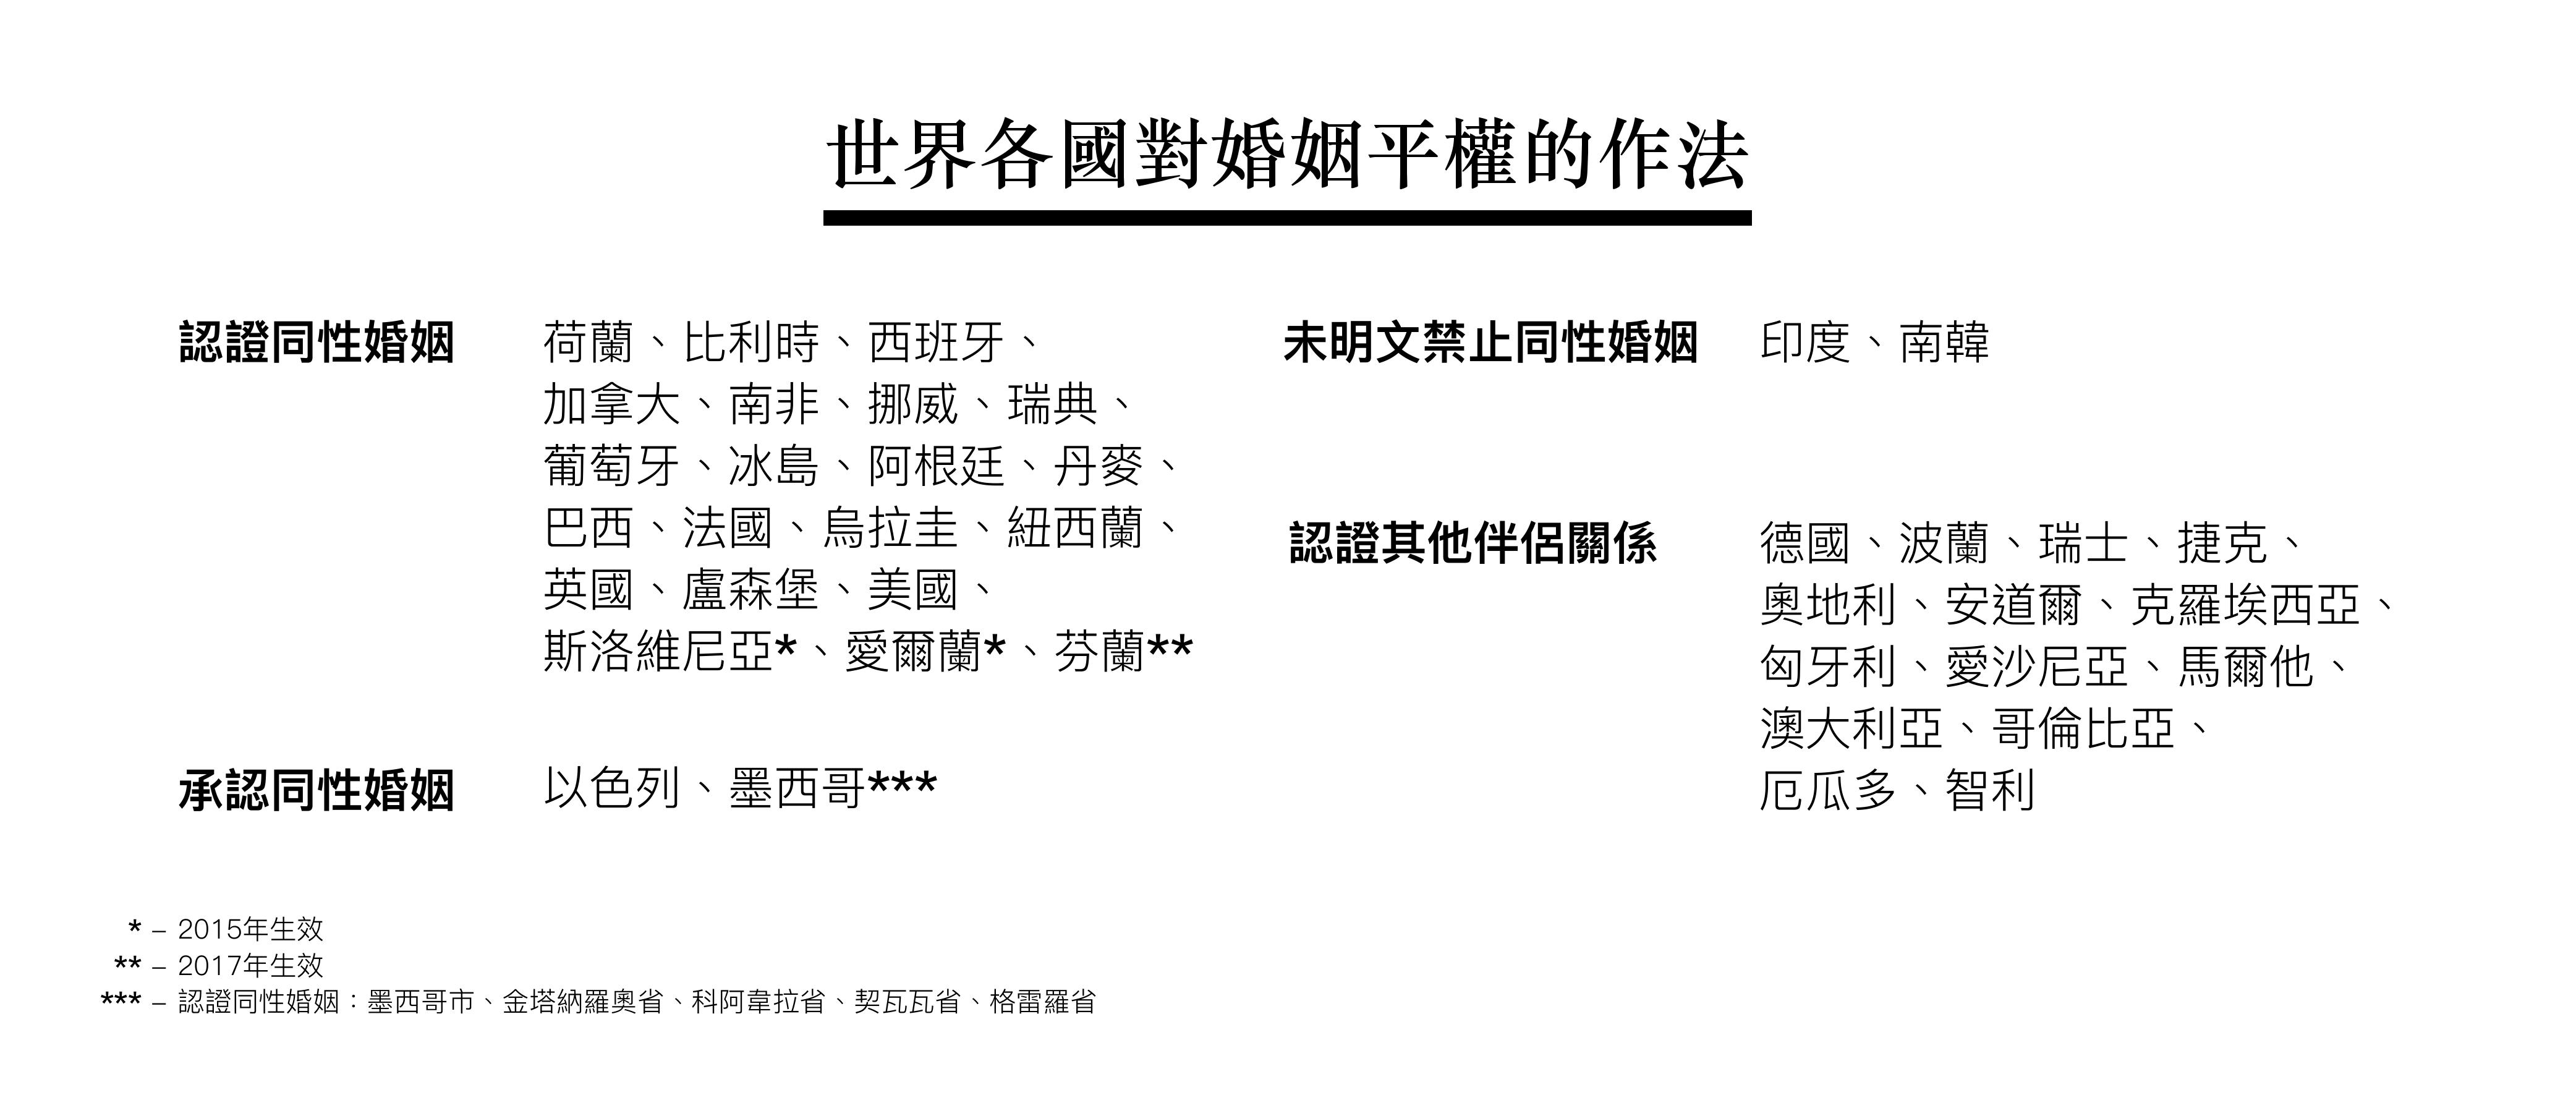 世界各國對婚姻平權的作法
認證同性婚姻
荷蘭、比利時、西班牙、
加拿大、南非、挪威、瑞典、
葡萄牙、冰島、阿根廷、丹麥、
巴西、法國、烏拉圭、紐西蘭、
英國、盧森堡、美國、
斯洛維尼亞*、愛爾蘭*、芬蘭**
承認同性婚姻
以色列、墨西哥***
未明文禁止同性婚姻
印度、南韓
認證其他伴侶關係
德國、波蘭、瑞士、捷克、
奧地利、安道爾、克羅埃西亞、
匈牙利、愛沙尼亞、馬爾他、
澳大利亞、哥倫比亞、
厄瓜多、智利
* – 2015年生效
** – 2017年生效
*** – 認證同性婚姻：墨西哥市、金塔納羅奧省、科阿韋拉省、契瓦瓦省、格雷羅省